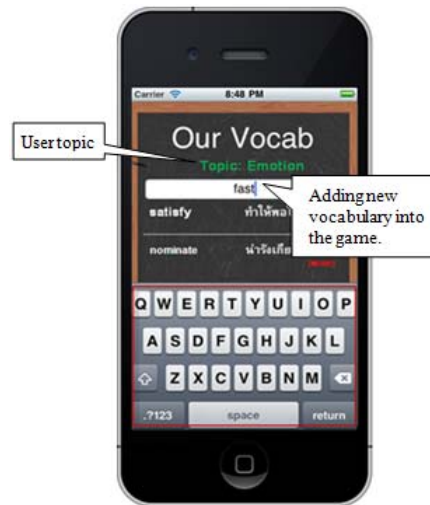 Carrier 8:48 PM
Our Vocab
User topic
Topic: Emotion
fast
Adding new
vocabulary into
the game.
satisfy
nominate
Q W E R T Y U I O P
A S D F G H J K L
Z X C V B N M
.?123 space return